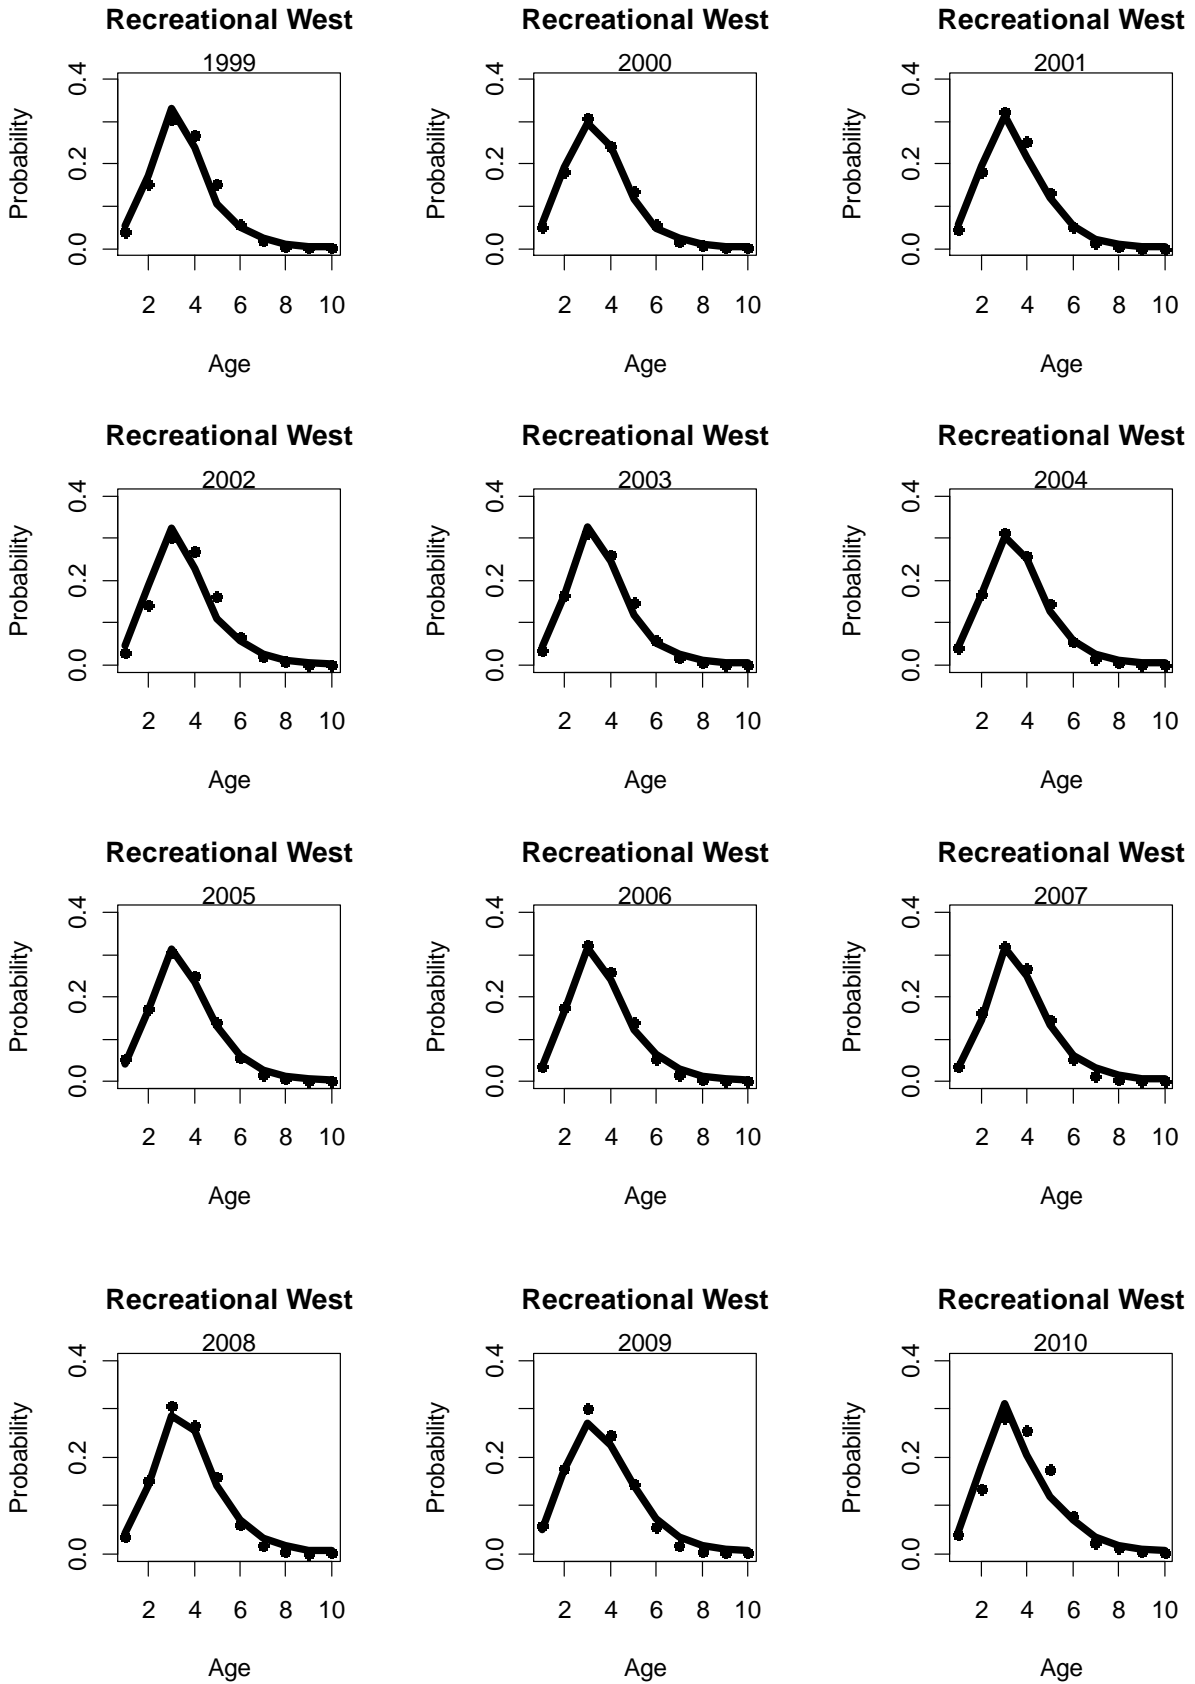 Recreational West Recreational West Recreational West
1999 2000 2001
Probability Probability Probability
0.4 0.4 0.4
0.2 0.2 0.2
0.0 0.0 0.0
2 4 6 8 10 2 4 6 8 10 2 4 6 8 10
Age Age Age
Recreational West Recreational West Recreational West
2002 2003 2004
Probability Probability Probability
0.4 0.4 0.4
0.2 0.2 0.2
0.0 0.0 0.0
2 4 6 8 10 2 4 6 8 10 2 4 6 8 10
Age Age Age
Recreational West Recreational West Recreational West
2005 2006 2007
Probability Probability Probability
0.4 0.4 0.4
0.2 0.2 0.2
0.0 0.0 0.0
2 4 6 8 10 2 4 6 8 10 2 4 6 8 10
Age Age Age
Recreational West Recreational West Recreational West
2008 2009 2010
Probability Probability Probability
0.4 0.4 0.4
0.2 0.2 0.2
0.0 0.0 0.0
2 4 6 8 10 2 4 6 8 10 2 4 6 8 10
Age Age Age